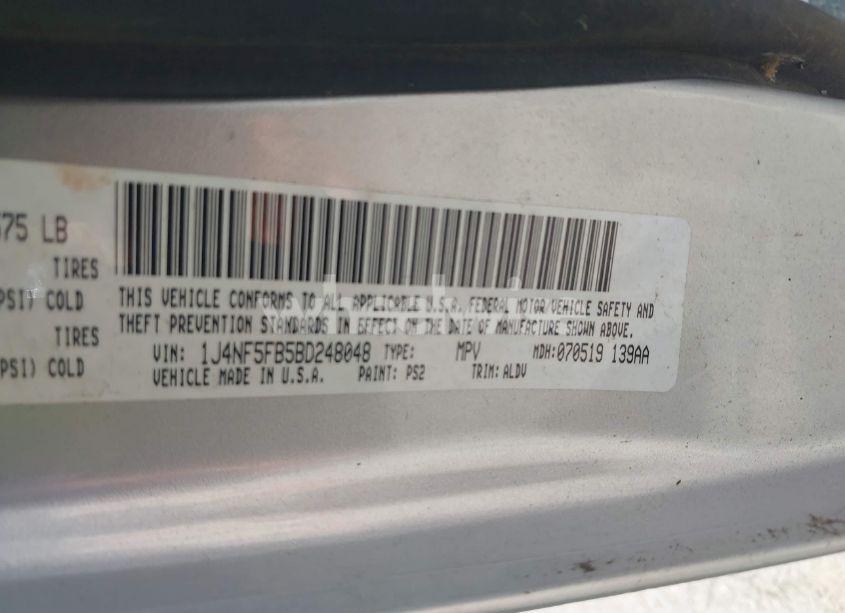 575 LB
TIRES
PSI) COLD
TIRES
PSI) COLD
THIS VEHICLE CONFORMS TO ALL APPLICABLE U.S.A. FEDERAL MOTOR VEHICLE SAFETY AND
THEFT PREVENTION STANDARDS IN EFFECT ON THE DATE OF MANUFACTURE SHOWN ABOVE.
VIN: 1J4NF5FB5BD248048 TYPE: MPV MDH:070519 139AA
VEHICLE MADE IN U.S.A. PAINT: PS2 TRIM: ALDV